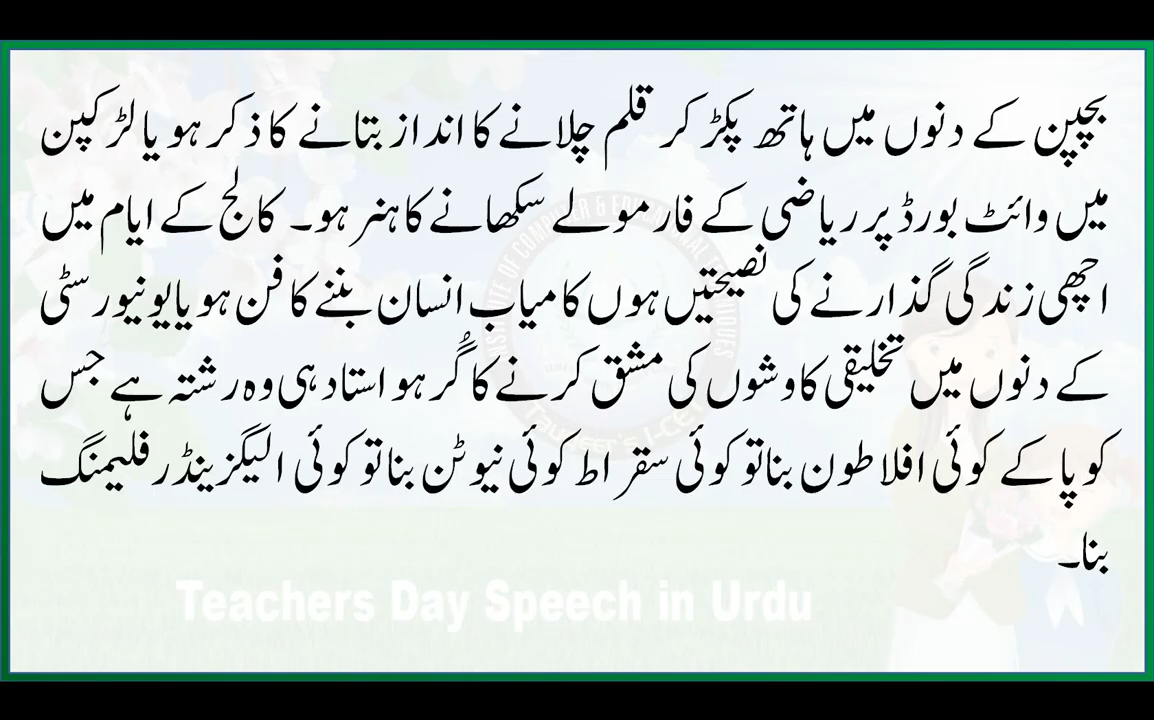 بچپن کے دنوں میں ہاتھ پکڑ کر قلم چلانے کا انداز بتانے کا ذکر ہو یا لڑکپن
میں وائٹ بورڈ پر ریاضی کے فارمولے سکھانے کا ہنر ہو۔ کالج کے ایام میں
اچھی زندگی گذارنے کی نصیحتیں ہوں کامیاب انسان بننے کا فن ہو یا یونیورسٹی
کے دنوں میں تخلیقی کاوشوں کی مشق کرنے کا گُر ہو استاد ہی وہ رشتہ ہے جس
کو پا کے کوئی افلاطون بنا تو کوئی سقراط کوئی نیوٹن بنا تو کوئی الیگزینڈر فلیمنگ
بنا۔
Teachers Day Speech in Urdu